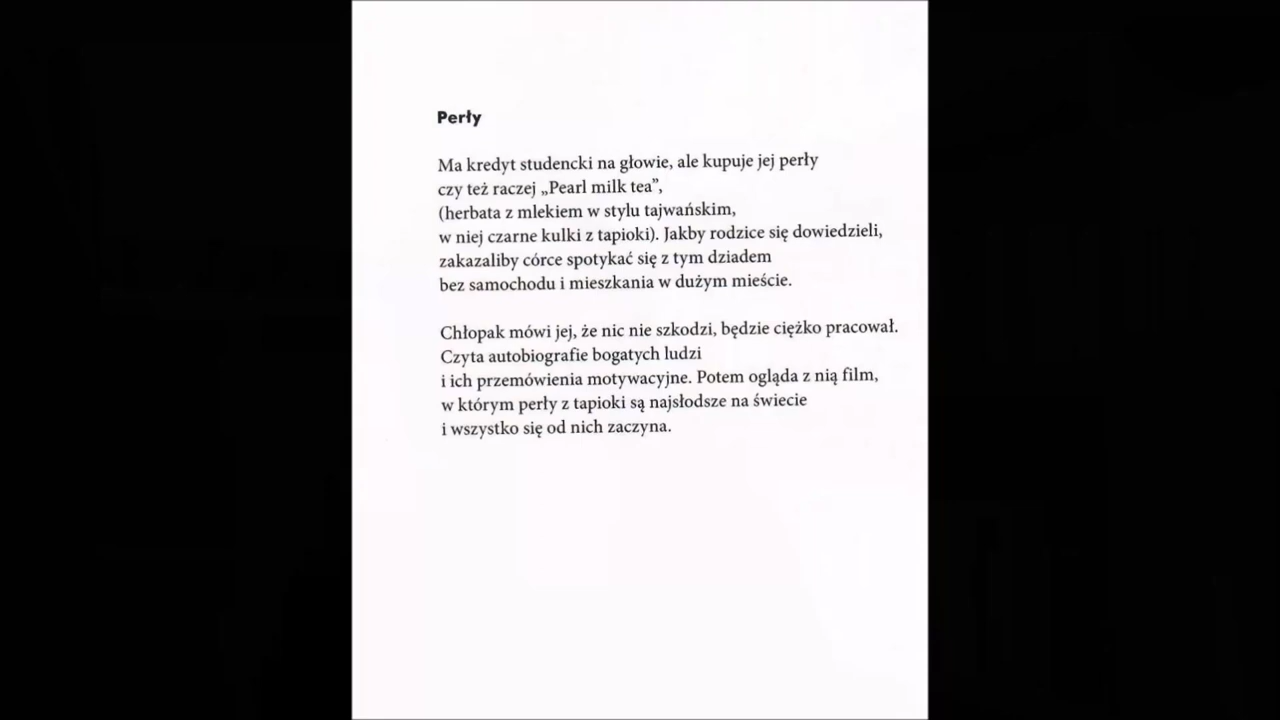 Perły
Ma kredyt studencki na głowie, ale kupuje jej perły
czy też raczej „Pearl milk tea”,
(herbata z mlekiem w stylu tajwańskim,
w niej czarne kulki z tapioki). Jakby rodzice się dowiedzieli,
zakazaliby córce spotykać się z tym dziadem
bez samochodu i mieszkania w dużym mieście.
Chłopak mówi jej, że nic nie szkodzi, będzie ciężko pracował.
Czyta autobiografie bogatych ludzi
i ich przemówienia motywacyjne. Potem ogląda z nią film,
w którym perły z tapioki są najsłodsze na świecie
i wszystko się od nich zaczyna.